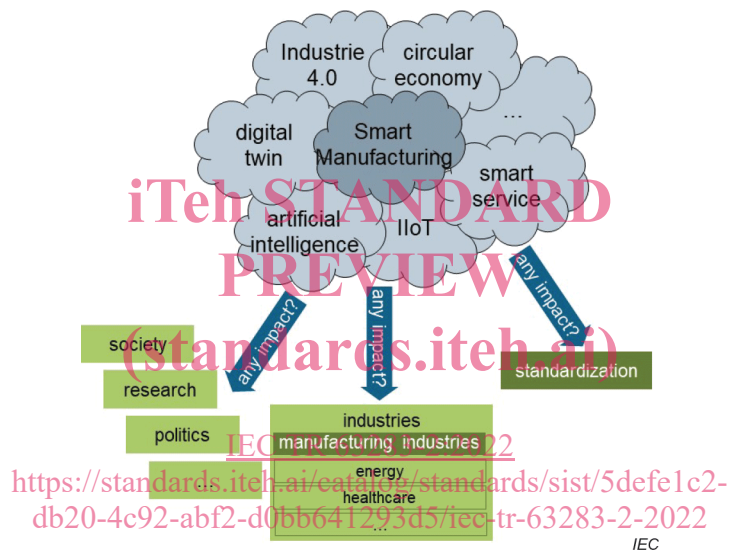 Industrie
4.0
circular
economy
...
digital
twin
Smart
Manufacturing
smart
service
artificial
intelligence
IIoT
iTeh STANDARD
PREVIEW
(standards.iteh.ai)
any impact?
any impact?
any impact?
society
research
politics
...
industries
manufacturing industries
energy
healthcare
...
standardization
IEC TR 63283-2:2022
https://standards.iteh.ai/catalog/standards/sist/5defe1c2-
db20-4c92-abf2-d0bb641293d5/iec-tr-63283-2-2022
IEC